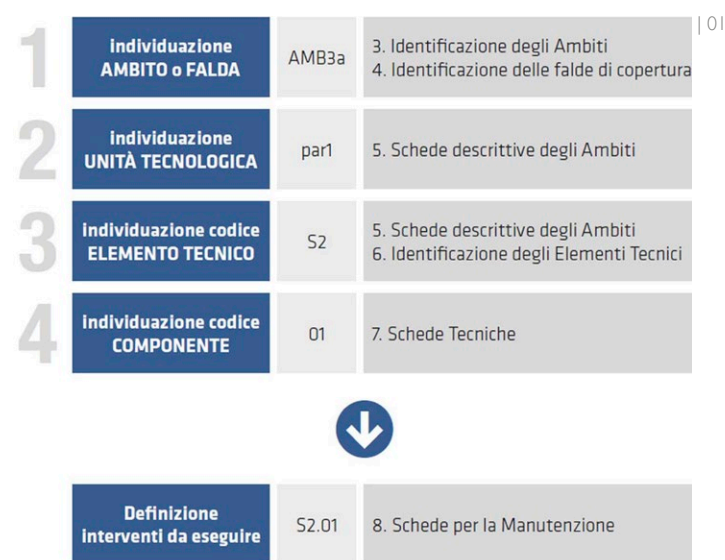 | 01
1
individuazione
AMBITO o FALDA
AMB3a
3. Identificazione degli Ambiti
4. Identificazione delle falde di copertura
2
individuazione
UNITÀ TECNOLOGICA
par1
5. Schede descrittive degli Ambiti
3
individuazione codice
ELEMENTO TECNICO
S2
5. Schede descrittive degli Ambiti
6. Identificazione degli Elementi Tecnici
4
individuazione codice
COMPONENTE
01
7. Schede Tecniche
Definizione
interventi da eseguire
S2.01
8. Schede per la Manutenzione